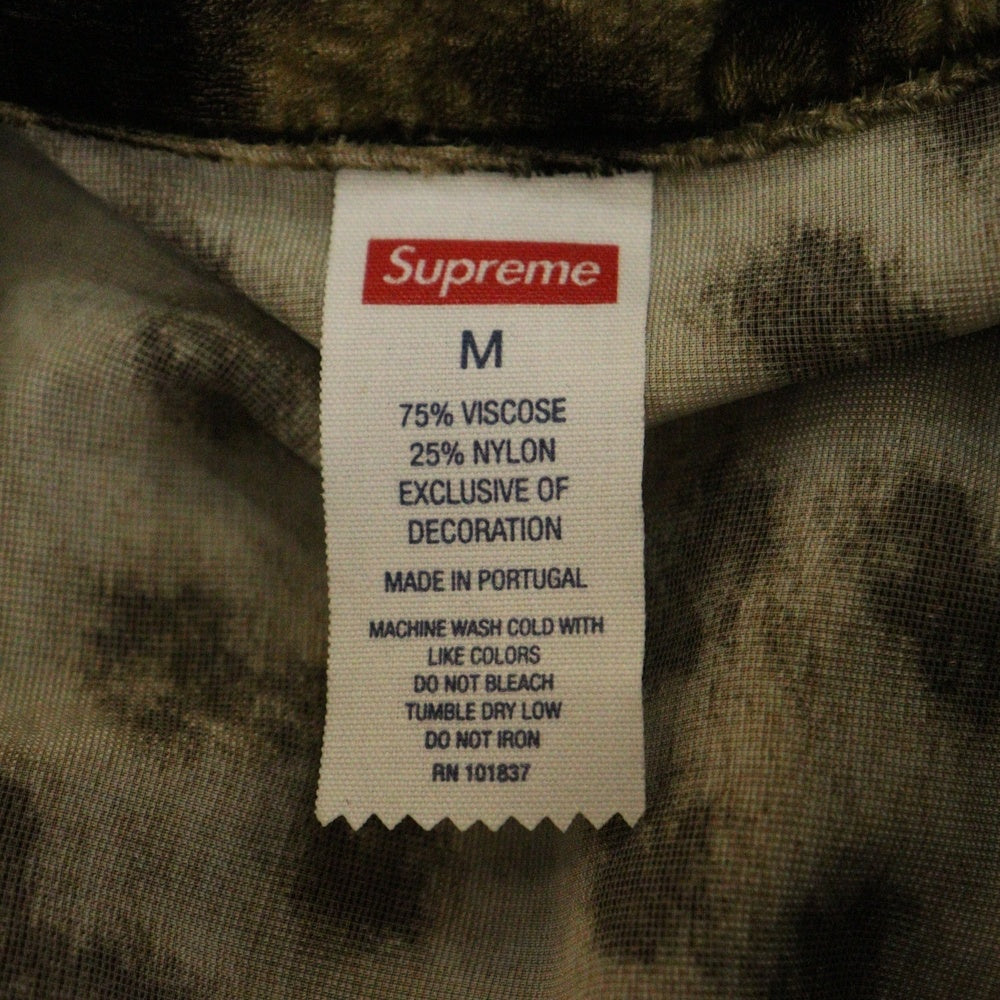 Supreme
M
75% VISCOSE
25% NYLON
EXCLUSIVE OF
DECORATION
MADE IN PORTUGAL
MACHINE WASH COLD WITH
LIKE COLORS
DO NOT BLEACH
TUMBLE DRY LOW
DO NOT IRON
RN 101837